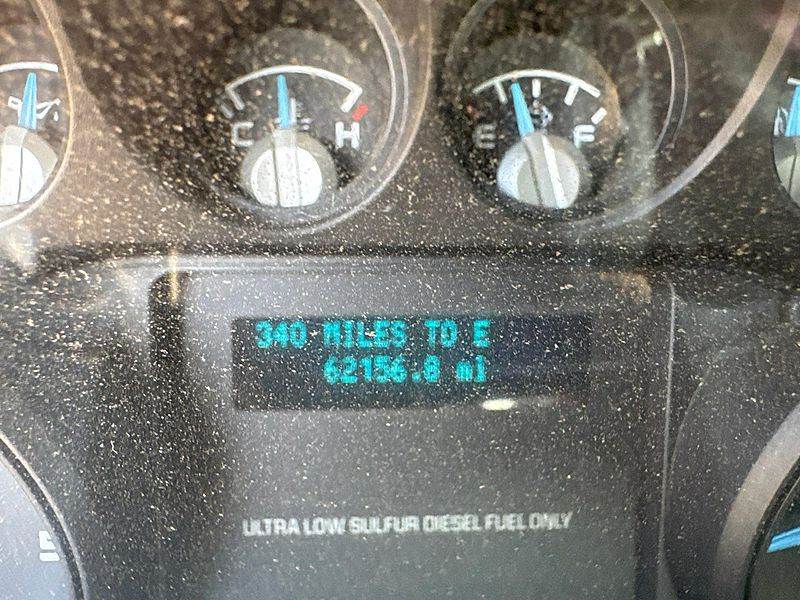 C H
E F
340 MILES TO E
62156.8 mi
ULTRA LOW SULFUR DIESEL FUEL ONLY